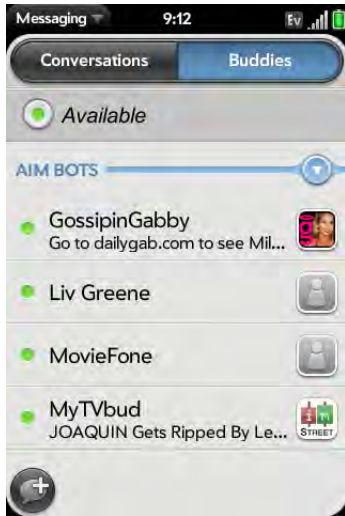 Messaging 9:12 Ev
Conversations Buddies
Available
AIM BOTS
GossipinGabby
Go to dailygab.com to see Mil...
Liv Greene
MovieFone
MyTVbud
JOAQUIN Gets Ripped By Le...
STREET